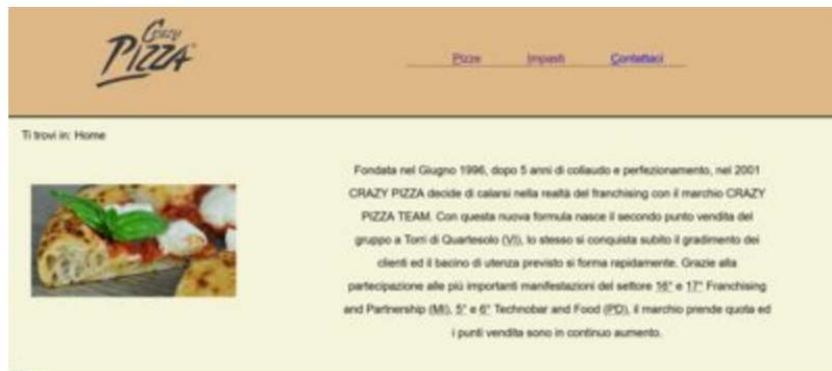 Crazy
PIZZA
Pizze Impasti Contattaci
Ti trovi in: Home
Fondata nel Giugno 1996, dopo 5 anni di collaudo e perfezionamento, nel 2001
CRAZY PIZZA decide di calarsi nella realtà del franchising con il marchio CRAZY
PIZZA TEAM. Con questa nuova formula nasce il secondo punto vendita del
gruppo a Torri di Quartesolo (VI), lo stesso si conquista subito il gradimento dei
clienti ed il bacino di utenza previsto si forma rapidamente. Grazie alla
partecipazione alle più importanti manifestazioni del settore 16° e 17° Franchising
and Partnership (MI), 5° e 6° Technobar and Food (PD), il marchio prende quota ed
i punti vendita sono in continuo aumento.